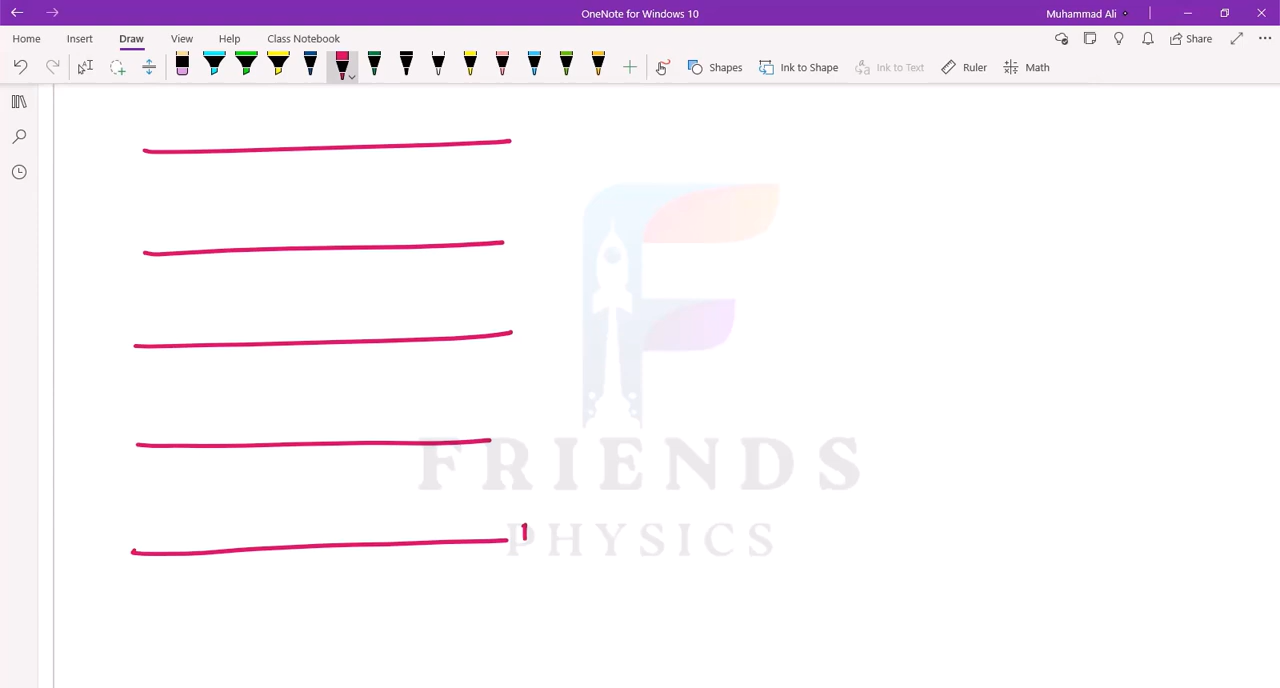 OneNote for Windows 10
Muhammad Ali
Home Insert Draw View Help Class Notebook
Share
Shapes Ink to Shape Ink to Text Ruler Math
FRIENDS
PHYSICS
1